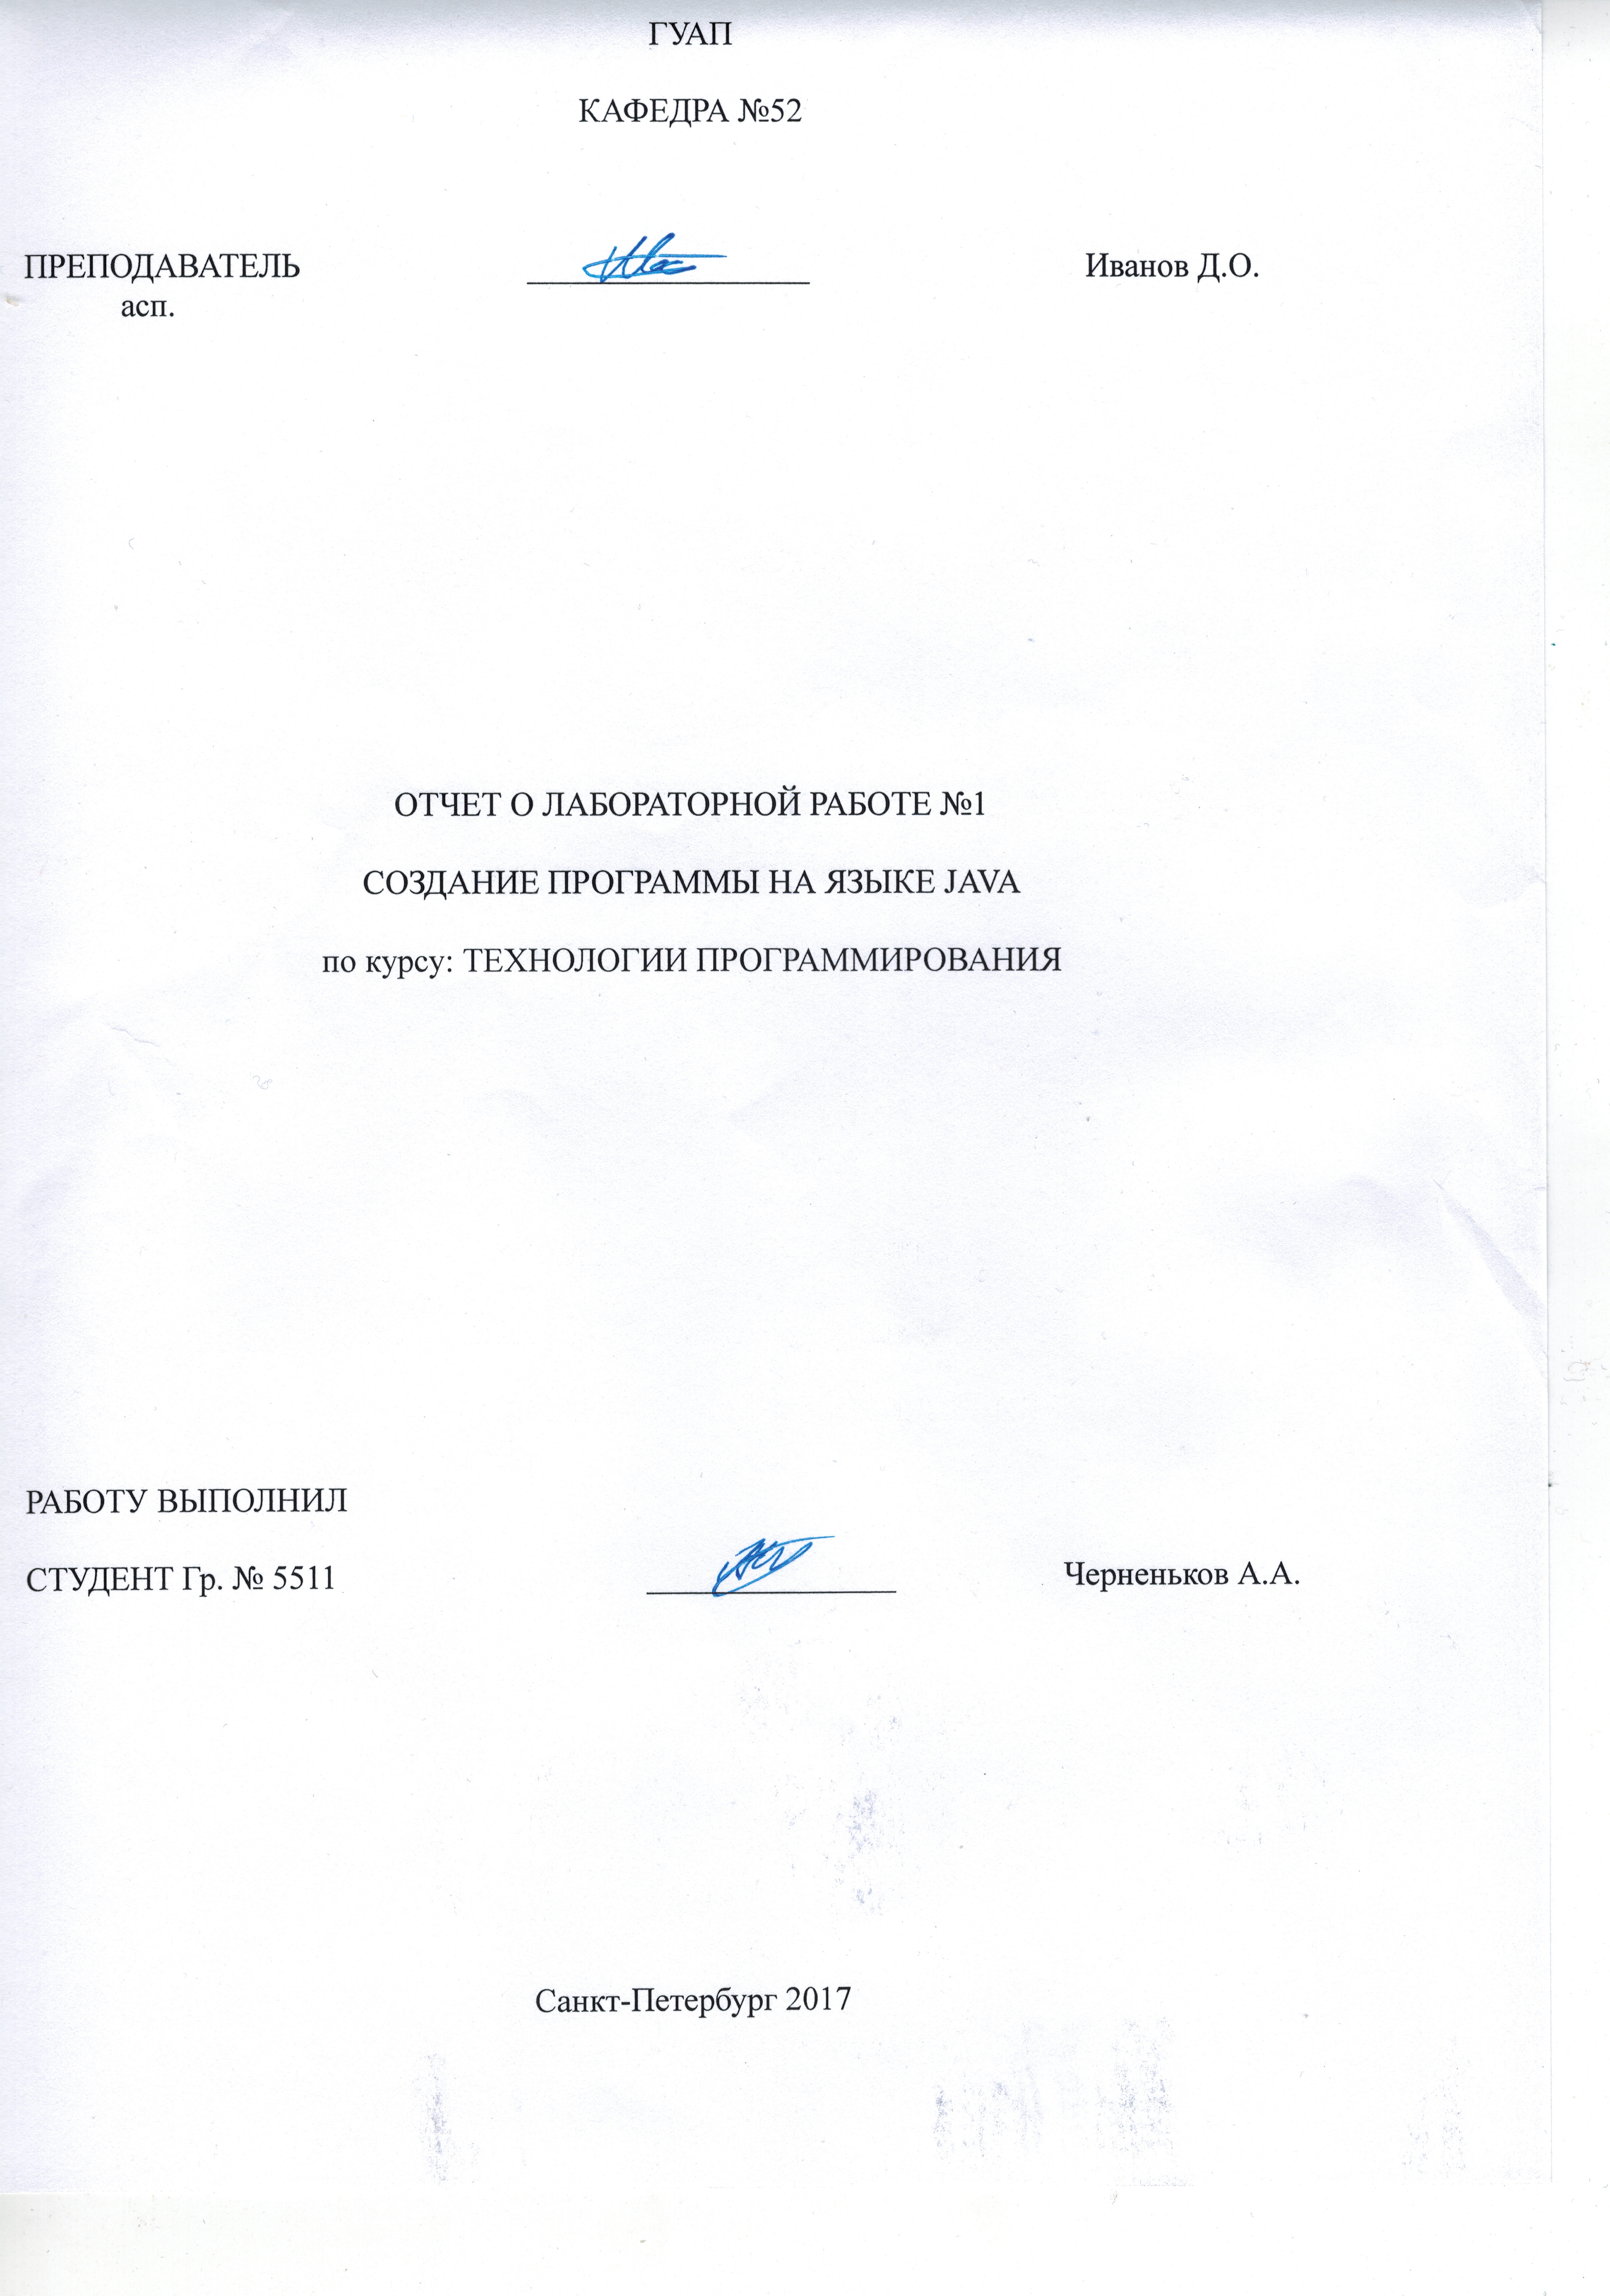 ГУАП
КАФЕДРА №52
ПРЕПОДАВАТЕЛЬ Иванов Д.О.
асп.
ОТЧЕТ О ЛАБОРАТОРНОЙ РАБОТЕ №1
СОЗДАНИЕ ПРОГРАММЫ НА ЯЗЫКЕ JAVA
по курсу: ТЕХНОЛОГИИ ПРОГРАММИРОВАНИЯ
РАБОТУ ВЫПОЛНИЛ
СТУДЕНТ Гр. № 5511 Черненьков А.А.
Санкт-Петербург 2017